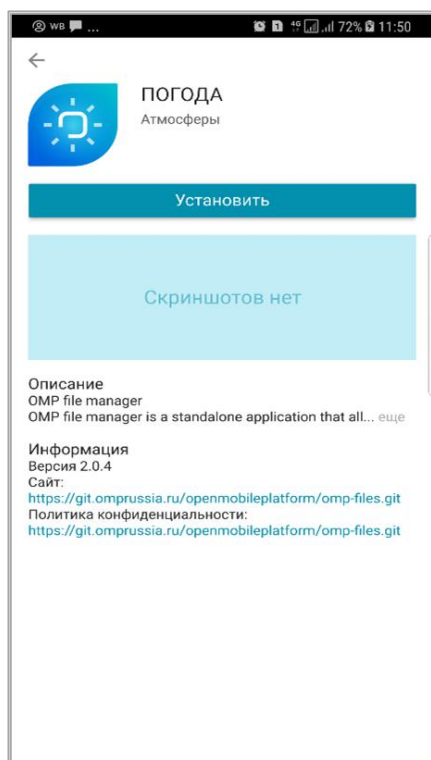 WB ...
4G 72% 11:50
ПОГОДА
Атмосферы
Установить
Скриншотов нет
Описание
OMP file manager
OMP file manager is a standalone application that all... еще
Информация
Версия 2.0.4
Сайт:
https://git.omprussia.ru/openmobileplatform/omp-files.git
Политика конфиденциальности:
https://git.omprussia.ru/openmobileplatform/omp-files.git